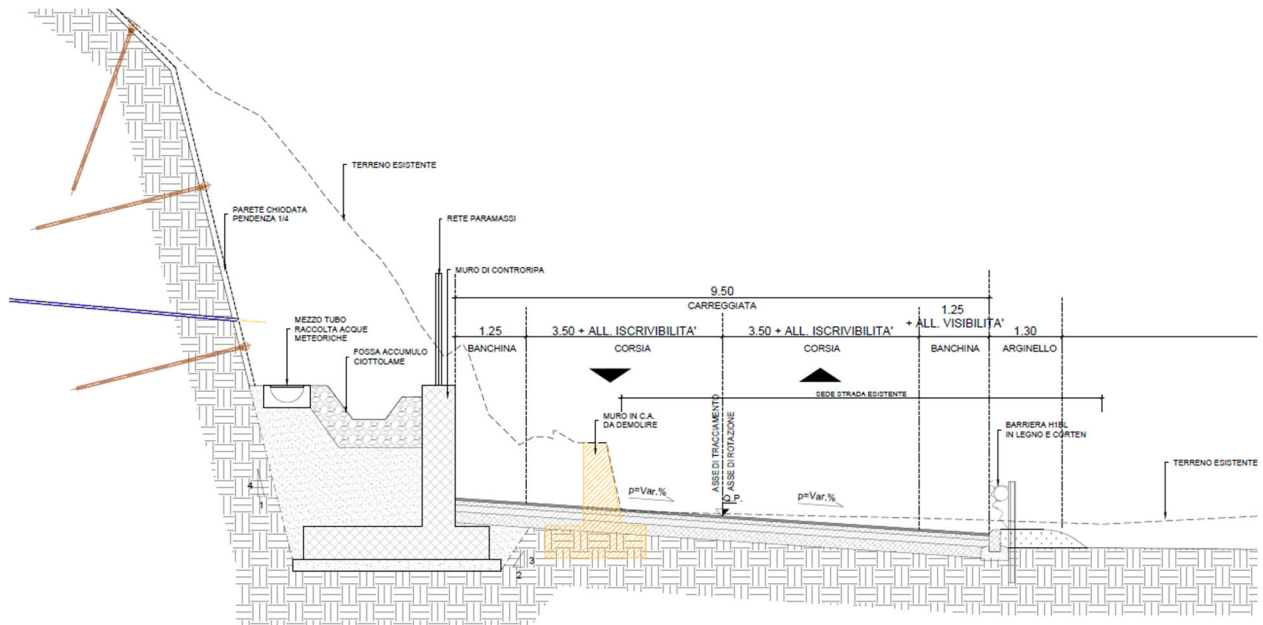 TERRENO ESISTENTE
PARETE CHIODATA
PENDENZA 1/4
RETE PARAMASSI
MURO DI CONTRORIPA
9.50
CARREGGIATA
MEZZO TUBO
RACCOLTA ACQUE
METEORICHE
FOSSA ACCUMULO
CIOTTOLAME
1.25
3.50 + ALL. ISCRIVIBILITA'
3.50 + ALL. ISCRIVIBILITA'
1.25
+ ALL. VISIBILITA'
1.30
BANCHINA
CORSIA
CORSIA
BANCHINA
ARGINELLO
SEDE STRADA ESISTENTE
MURO IN C.A.
DA DEMOLIRE
ASSE DI TRACCIAMENTO
ASSE DI ROTAZIONE
BARRIERA H1BL
IN LEGNO E CORTEN
TERRENO ESISTENTE
p=Var.%
Q.P.
p=Var.%
4
1
3
2